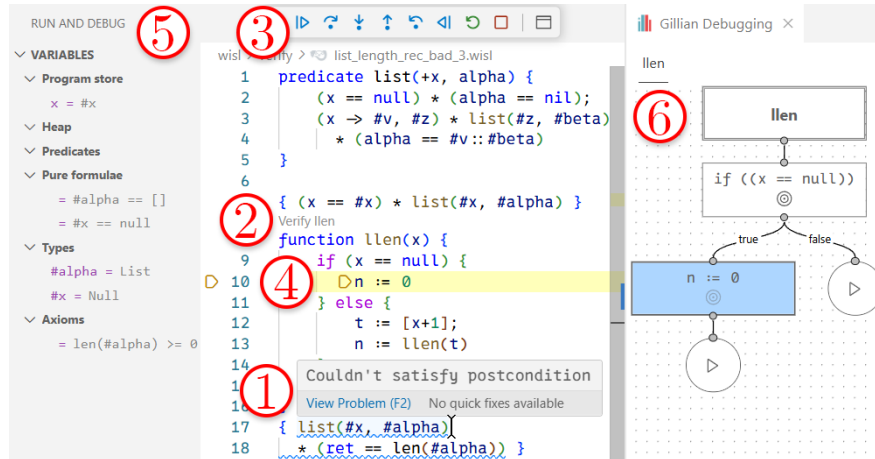 RUN AND DEBUG
5
VARIABLES
Program store
x = #x
Heap
Predicates
Pure formulae
= #alpha == []
= #x == null
Types
#alpha = List
#x = Null
Axioms
= len(#alpha) >= 0
3
list_length_rec_bad_3.wisl
1 predicate list(+x, alpha) {
2 (x == null) * (alpha == nil);
3 (x -> #v, #z) * list(#z, #beta)
4 * (alpha == #v::#beta)
5 }
6
{ (x == #x) * list(#x, #alpha) }
2
Verify llen
function llen(x) {
9 if (x == null) {
10 4 n := 0
11 } else {
12 t := [x+1];
13 n := llen(t)
14
1
Couldn't satisfy postcondition
View Problem (F2) No quick fixes available
17 { list(#x, #alpha)
18 * (ret == len(#alpha)) }
Gillian Debugging
llen
6
llen
if ((x == null))
true false
n := 0